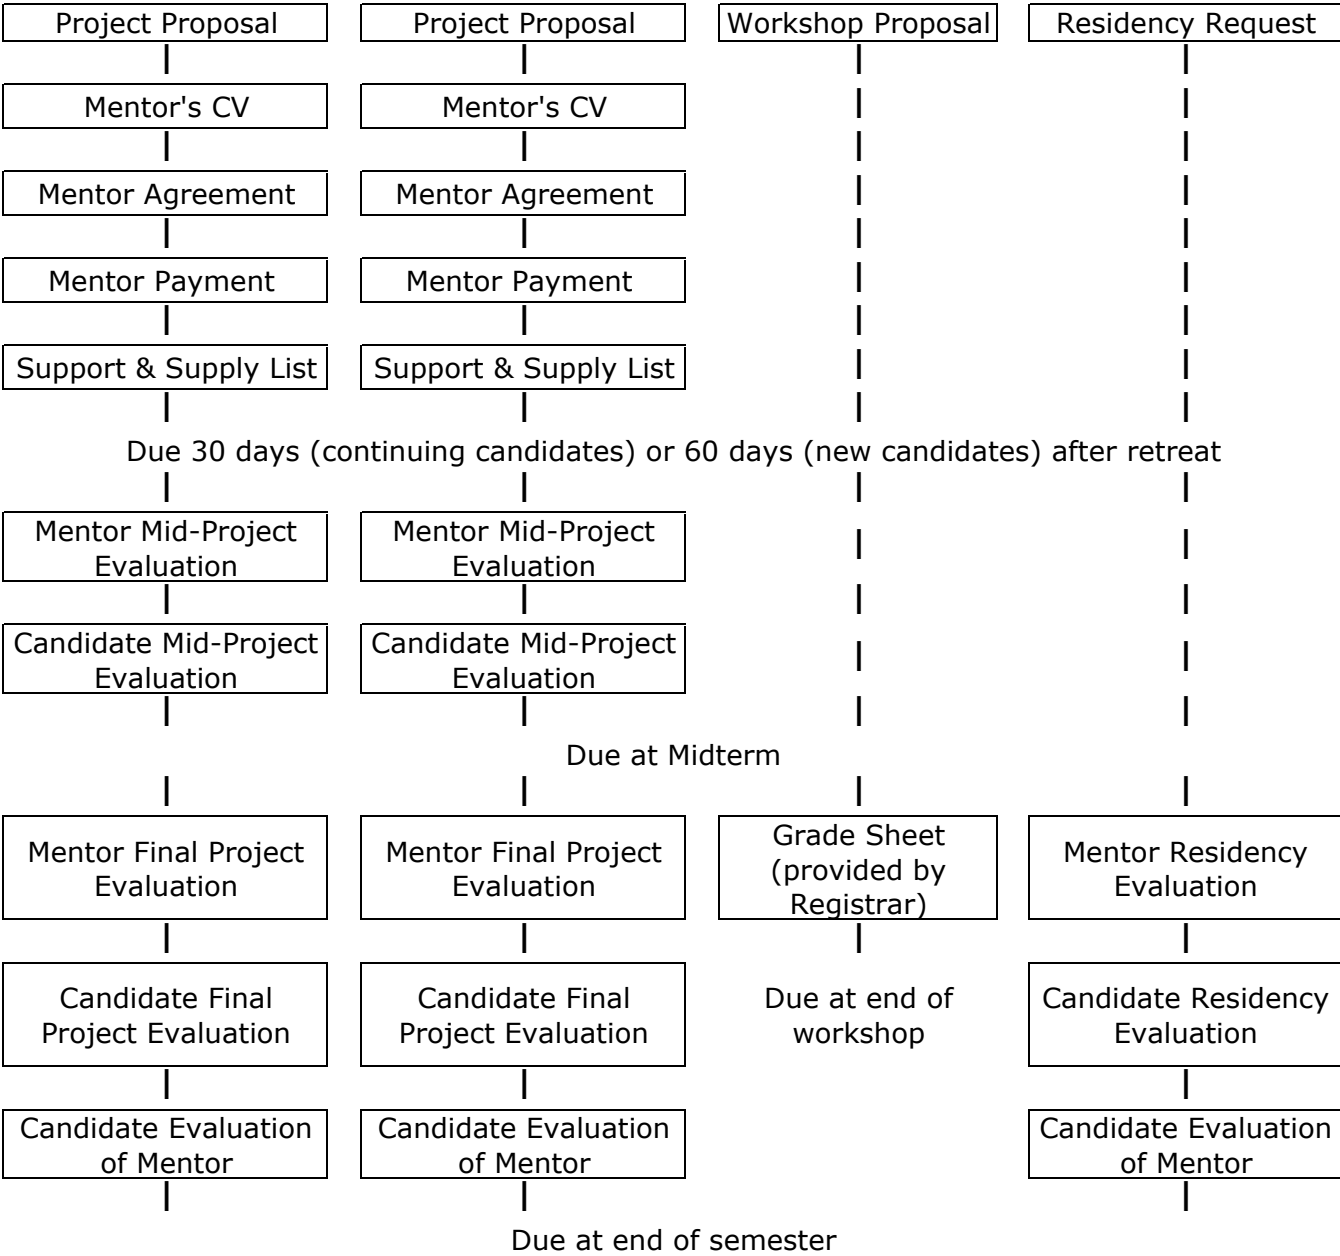 Project Proposal
Project Proposal
Workshop Proposal
Residency Request
Mentor's CV
Mentor's CV
Mentor Agreement
Mentor Agreement
Mentor Payment
Mentor Payment
Support & Supply List
Support & Supply List
Due 30 days (continuing candidates) or 60 days (new candidates) after retreat
Mentor Mid-Project
Evaluation
Mentor Mid-Project
Evaluation
Candidate Mid-Project
Evaluation
Candidate Mid-Project
Evaluation
Due at Midterm
Mentor Final Project
Evaluation
Mentor Final Project
Evaluation
Grade Sheet
(provided by
Registrar)
Mentor Residency
Evaluation
Candidate Final
Project Evaluation
Candidate Final
Project Evaluation
Due at end of
workshop
Candidate Residency
Evaluation
Candidate Evaluation
of Mentor
Candidate Evaluation
of Mentor
Candidate Evaluation
of Mentor
Due at end of semester